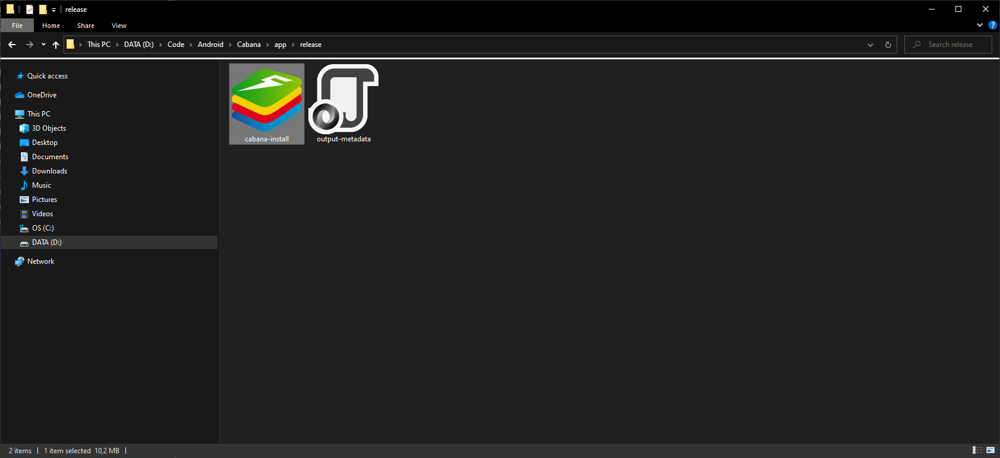 release
File Home Share View
This PC > DATA (D:) > Code > Android > Cabana > app > release
Search release
Quick access
OneDrive
This PC
3D Objects
Desktop
Documents
Downloads
Music
Pictures
Videos
OS (C:)
DATA (D:)
Network
cabana-install
output-metadata
2 items 1 item selected 10,2 MB